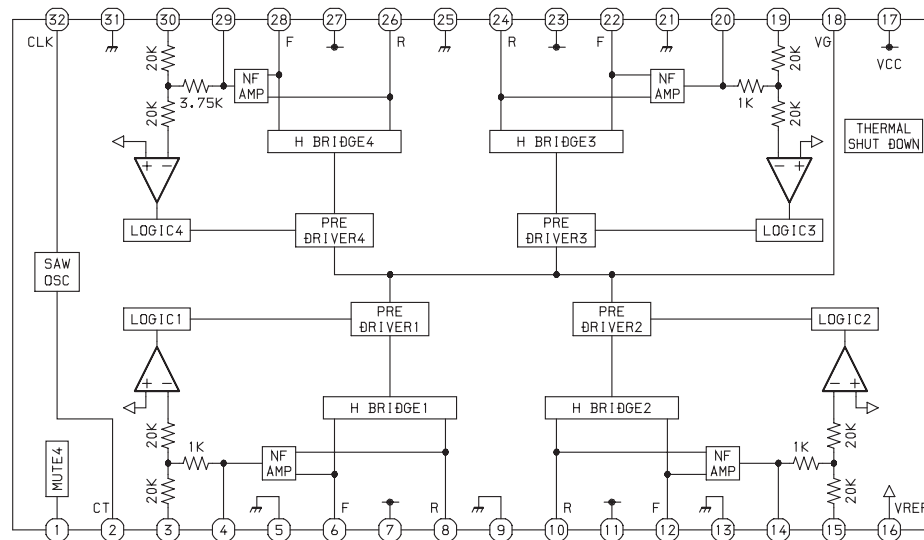 32 31 30 29 28 27 26 25 24 23 22 21 20 19 18 17
CLK F R R F VG
VCC
20K 20K
3.75K NF AMP NF AMP 1K
20K 20K
H BRIDGE4 H BRIDGE3
THERMAL
SHUT DOWN
+ − + −
LOGIC4 PRE
DRIVER4 PRE
DRIVER3 LOGIC3
SAW
OSC
LOGIC1 PRE
DRIVER1 PRE
DRIVER2 LOGIC2
+ − − +
H BRIDGE1 H BRIDGE2
20K 20K
1K NF
AMP NF
AMP 1K
MUTE4
20K 20K
CT F R R F VREF
1 2 3 4 5 6 7 8 9 10 11 12 13 14 15 16